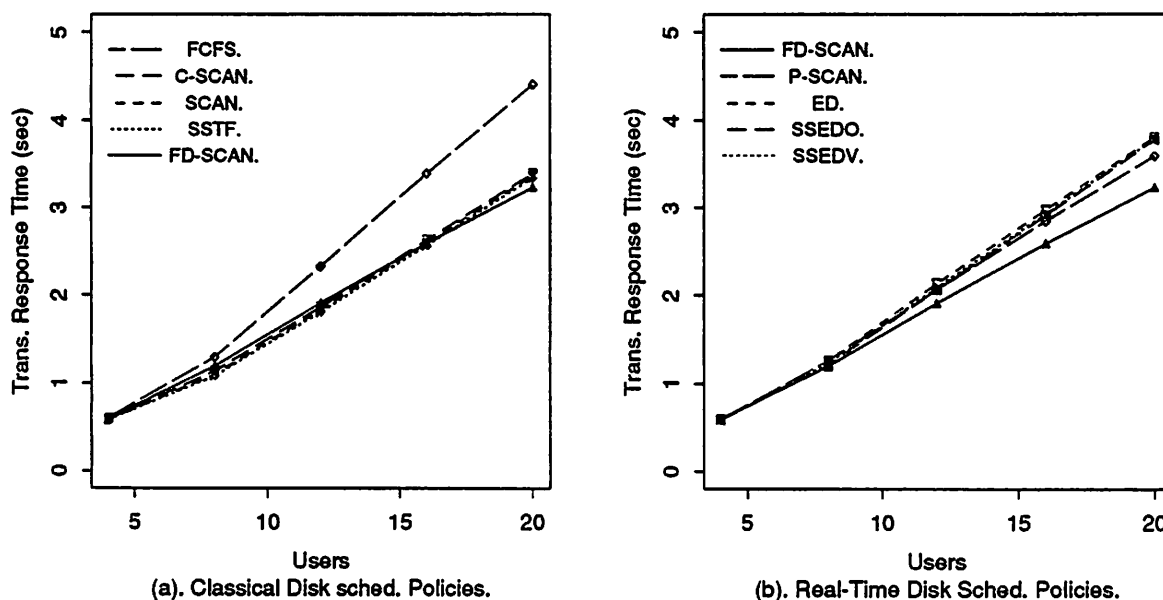 5
FCFS.
C-SCAN.
4
SCAN.
SSTF.
FD-SCAN.
3
2
1
0
Trans. Response Time (sec)
5
10
15
20
Users
(a). Classical Disk sched. Policies.
5
FD-SCAN.
P-SCAN.
ED.
4
SSEDO.
SSEDV.
3
2
1
0
Trans. Response Time (sec)
5
10
15
20
Users
(b). Real-Time Disk Sched. Policies.